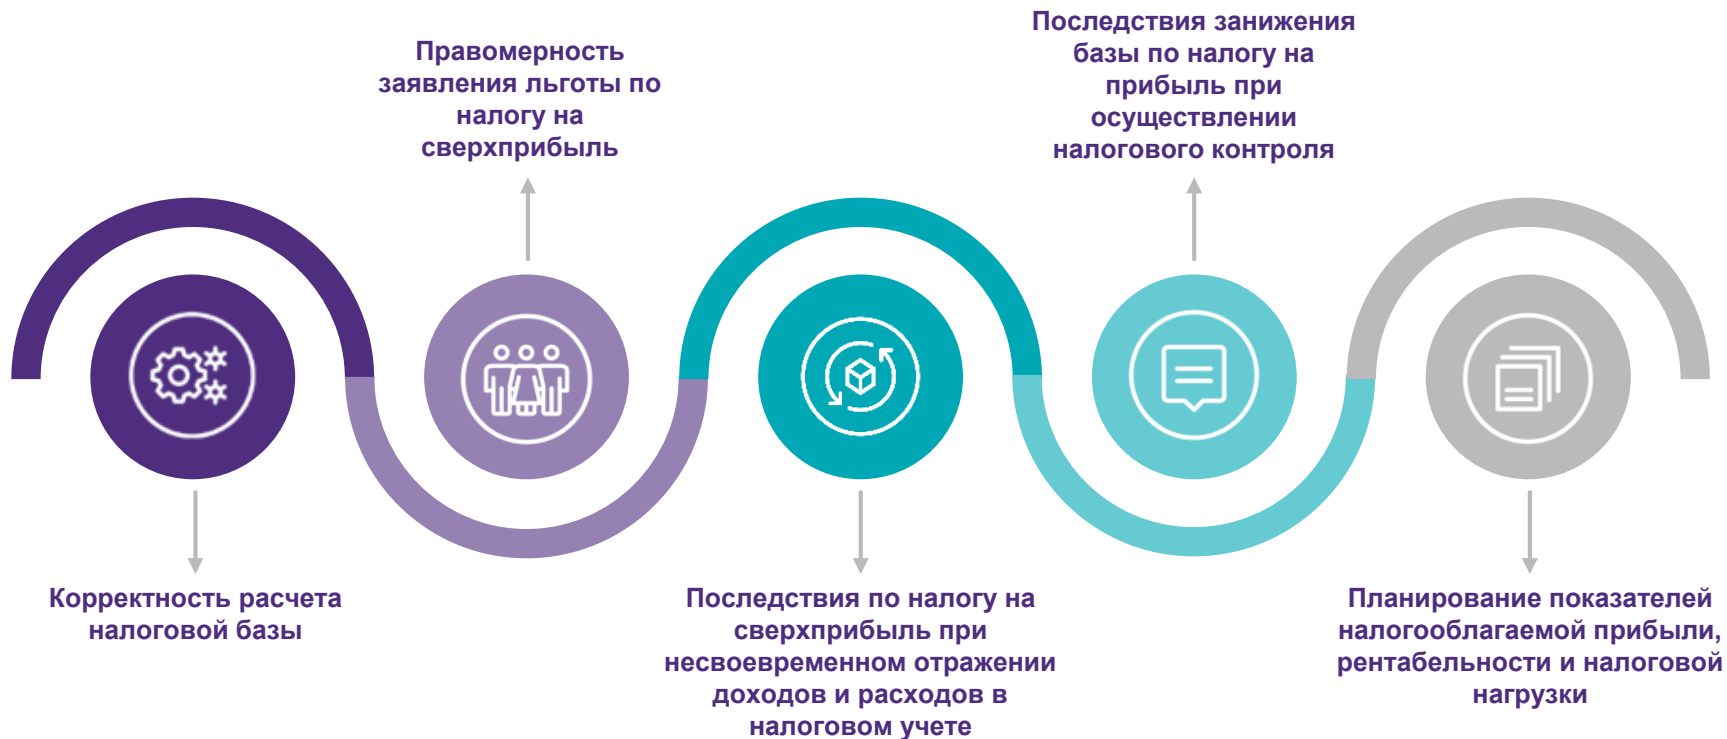 Корректность расчета
налоговой базы
Правомерность
заявления льготы по
налогу на
сверхприбыль
Последствия по налогу на
сверхприбыль при
несвоевременном отражении
доходов и расходов в
налоговом учете
Последствия занижения
базы по налогу на
прибыль при
осуществлении
налогового контроля
Планирование показателей
налогооблагаемой прибыли,
рентабельности и налоговой
нагрузки